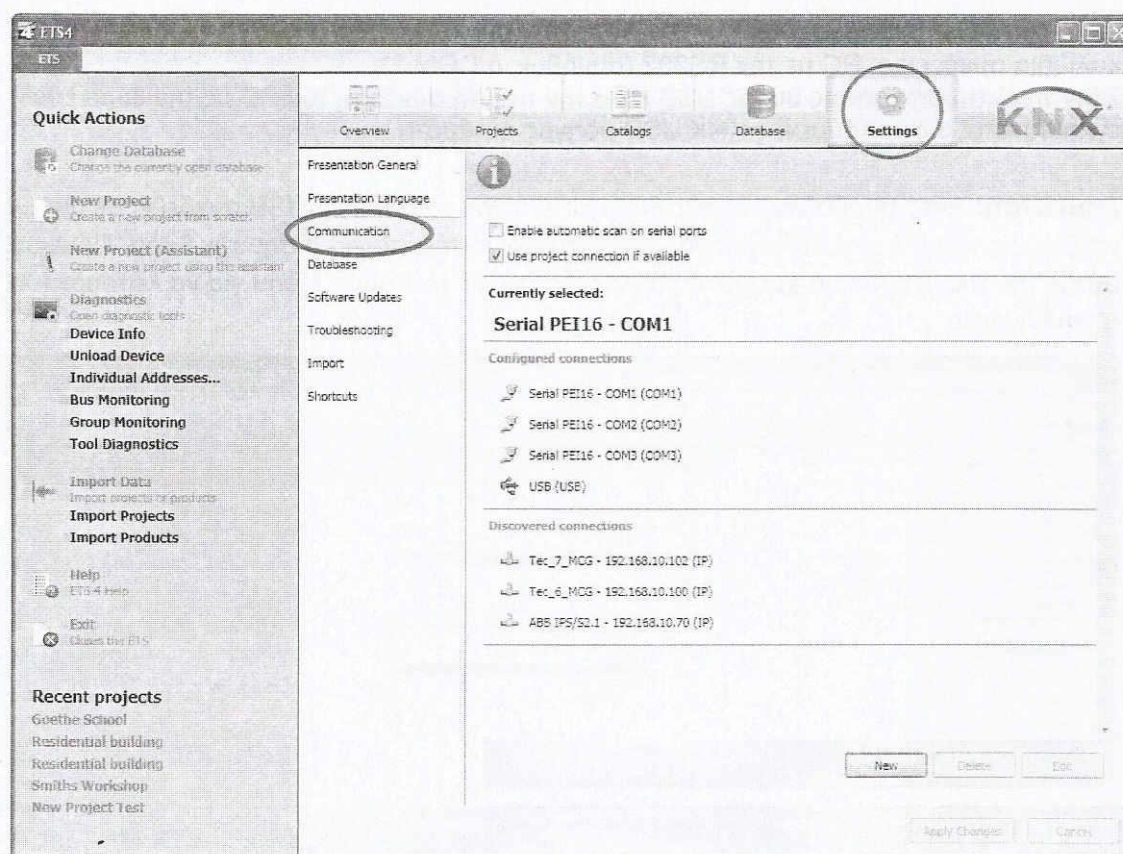 ETS4
ETS
Quick Actions
Change Database
Change the currently open database
New Project
Create a new project from scratch
New Project (Assistant)
Create a new project using the assistant
Diagnostics
Open diagnostic tools
Device Info
Unload Device
Individual Addresses...
Bus Monitoring
Group Monitoring
Tool Diagnostics
Import Data
Import projects or products
Import Projects
Import Products
Help
ETS 4 Help
Exit
Closes the ETS
Recent projects
Goethe School
Residential building
Residential building
Smiths Workshop
New Project Test
Overview
Projects
Catalogs
Database
Settings
KNX
Presentation General
Presentation Language
Communication
Database
Software Updates
Troubleshooting
Import
Shortcuts
Enable automatic scan on serial ports
Use project connection if available
Currently selected:
Serial PEI16 - COM1
Configured connections
Serial PEI16 - COM1 (COM1)
Serial PEI16 - COM2 (COM2)
Serial PEI16 - COM3 (COM3)
USB (USB)
Discovered connections
Tec_7_MCG - 192.168.10.102 (IP)
Tec_6_MCG - 192.168.10.100 (IP)
ABB IPS/S2.1 - 192.168.10.70 (IP)
New
Delete
Edit
Apply Changes
Cancel